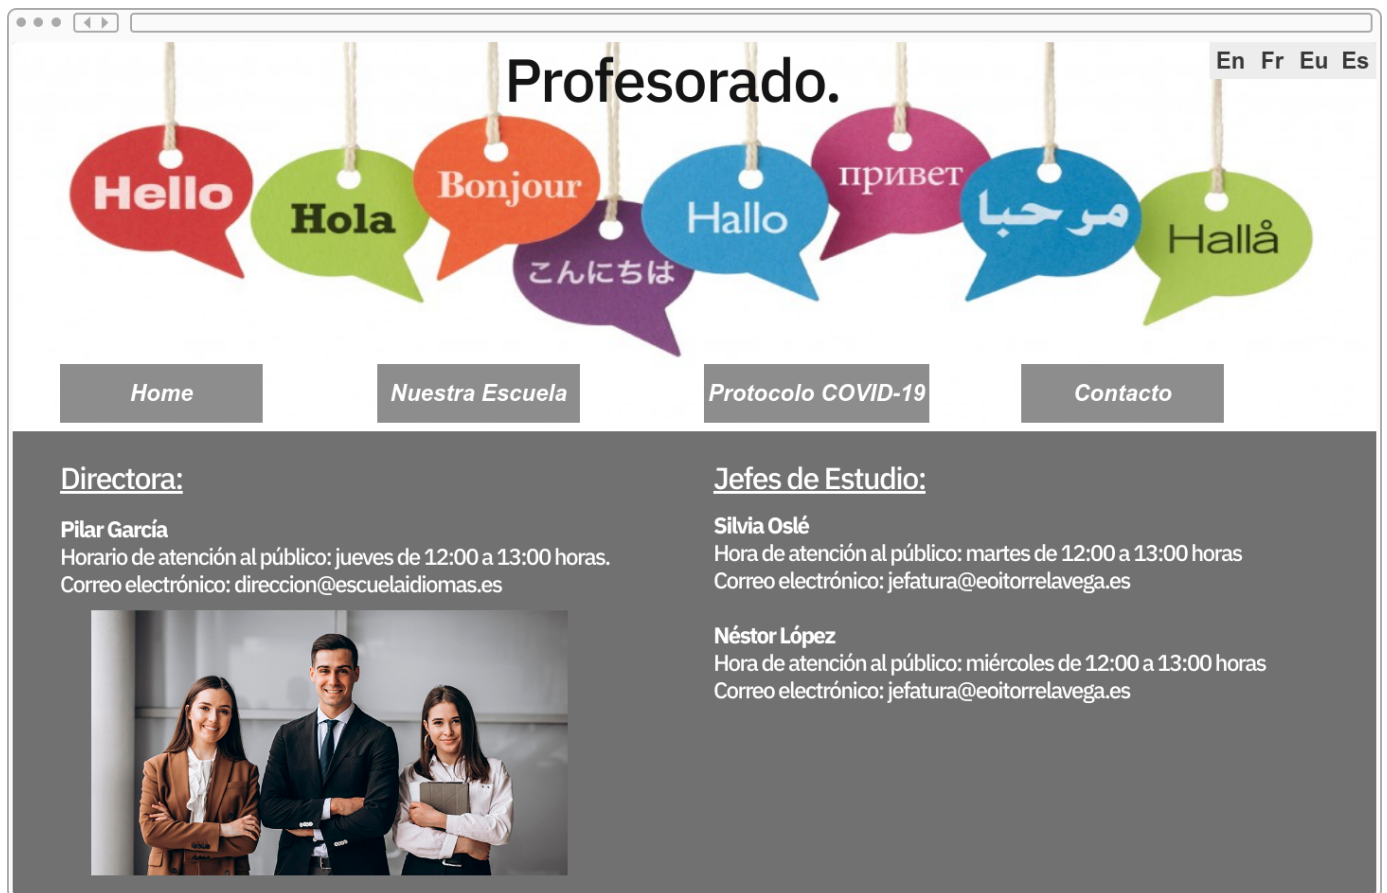 En Fr Eu Es
Profesorado.
Hello
Hola
Bonjour
こんにちは
Hallo
привет
مرحبا
Hallå
Home
Nuestra Escuela
Protocolo COVID-19
Contacto
Directora:
Pilar García
Horario de atención al público: jueves de 12:00 a 13:00 horas.
Correo electrónico: direccion@escuelaidiomas.es
Jefes de Estudio:
Silvia Oslé
Hora de atención al público: martes de 12:00 a 13:00 horas
Correo electrónico: jefatura@eoitorrelavega.es
Néstor López
Hora de atención al público: miércoles de 12:00 a 13:00 horas
Correo electrónico: jefatura@eoitorrelavega.es